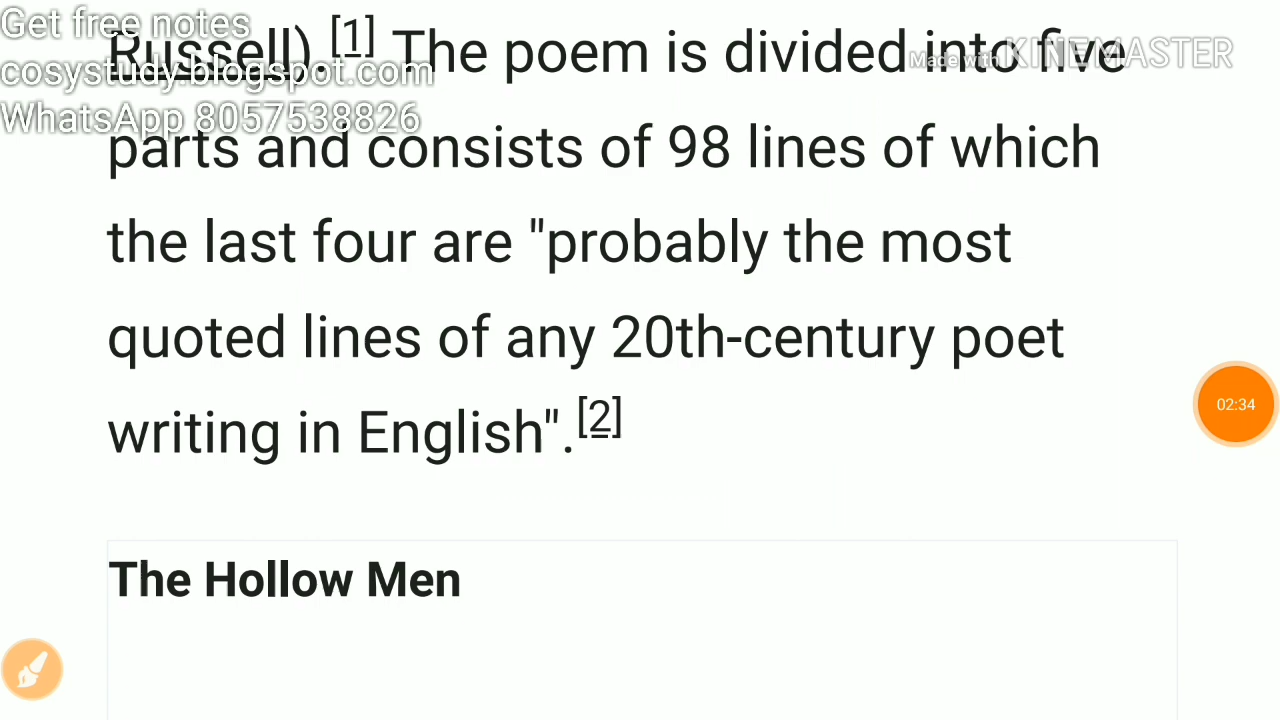 Get free notes
cosystudy.blogspot.com
WhatsApp 8057538826
Made with KINEMASTER
Russell).[1] The poem is divided into five
parts and consists of 98 lines of which
the last four are "probably the most
quoted lines of any 20th-century poet
writing in English".[2]
02:34
The Hollow Men